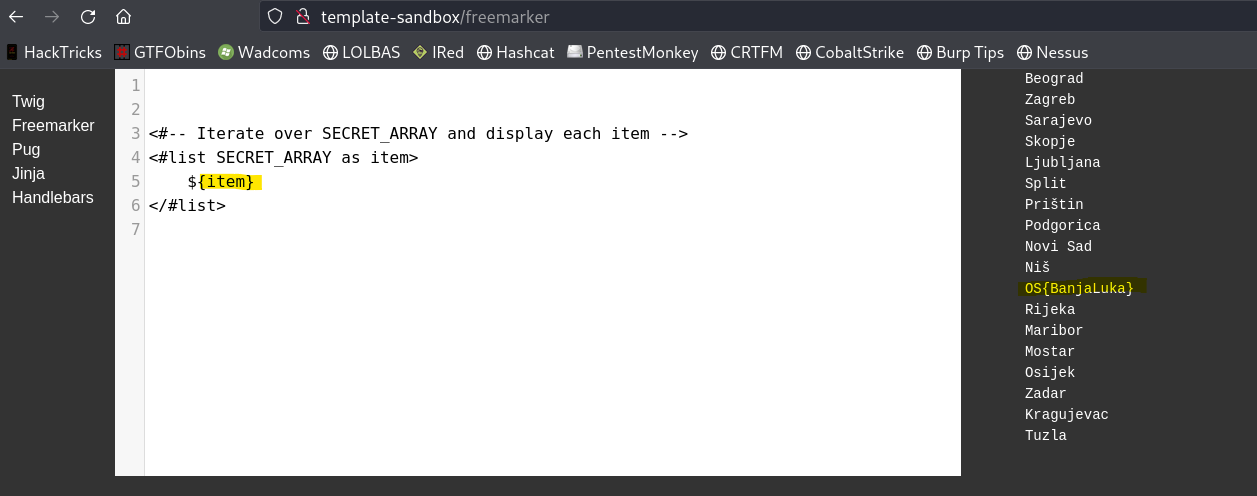 template-sandbox/freemarker
HackTricks GTFObins Wadcoms LOLBAS IRed Hashcat PentestMonkey CRTFM CobaltStrike Burp Tips Nessus
Twig
Freemarker
Pug
Jinja
Handlebars
1
2
3 <#-- Iterate over SECRET_ARRAY and display each item -->
4 <#list SECRET_ARRAY as item>
5     ${item}
6 </#list>
7
Beograd
Zagreb
Sarajevo
Skopje
Ljubljana
Split
Priştin
Podgorica
Novi Sad
Niš
OS{BanjaLuka}
Rijeka
Maribor
Mostar
Osijek
Zadar
Kragujevac
Tuzla